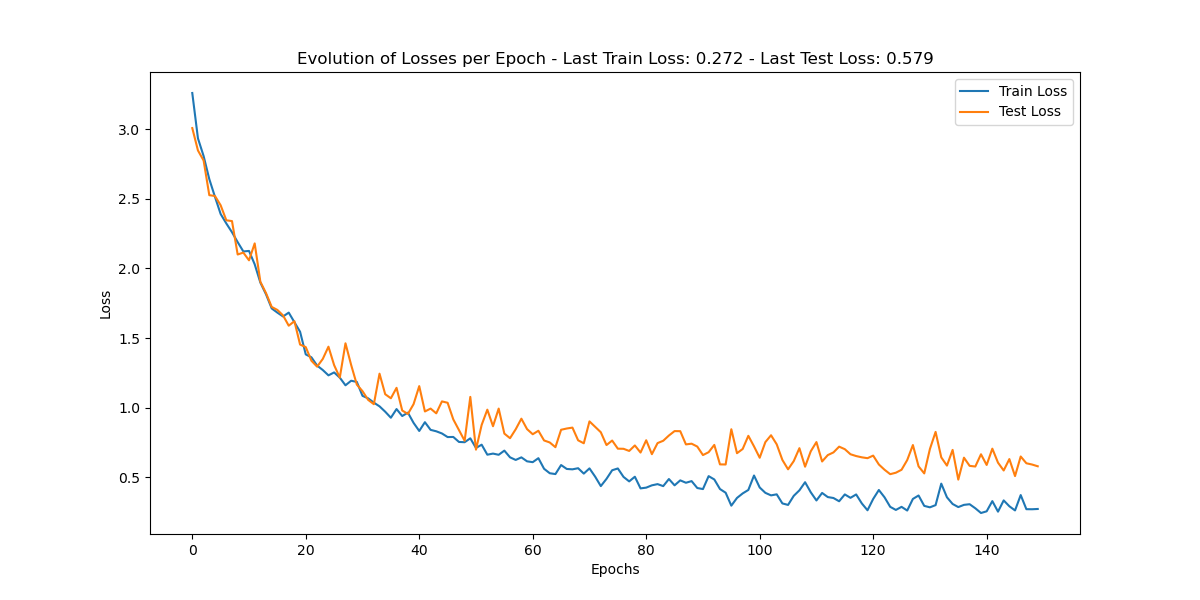 Evolution of Losses per Epoch - Last Train Loss: 0.272 - Last Test Loss: 0.579
Train Loss
Test Loss
3.0
2.5
2.0
1.5
1.0
0.5
Loss
0 20 40 60 80 100 120 140
Epochs